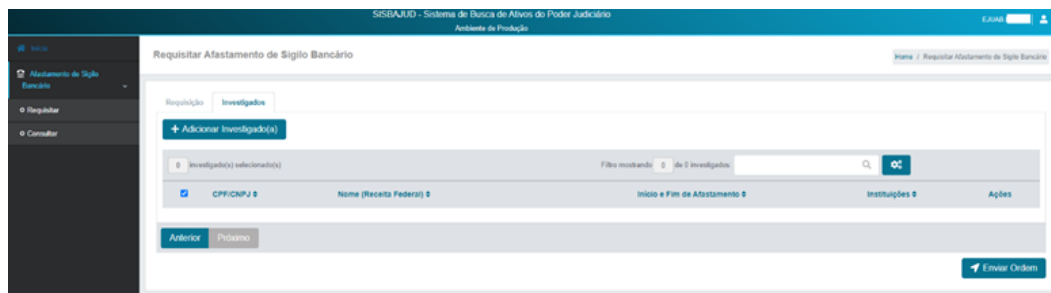 SISBAJUD - Sistema de Busca de Ativos do Poder Judiciário
Ambiente de Produção
EJUAB
Início
Afastamento de Sigilo
Bancário
Requisitar
Consultar
Requisitar Afastamento de Sigilo Bancário
Home / Requisitar Afastamento de Sigilo Bancário
Requisição Investigados
+ Adicionar Investigado(a)
0 investigado(s) selecionado(s)
Filtro mostrando 0 de 0 investigados.
CPF/CNPJ Nome (Receita Federal) Início e Fim de Afastamento Instituições Ações
Anterior Próximo
Enviar Ordem